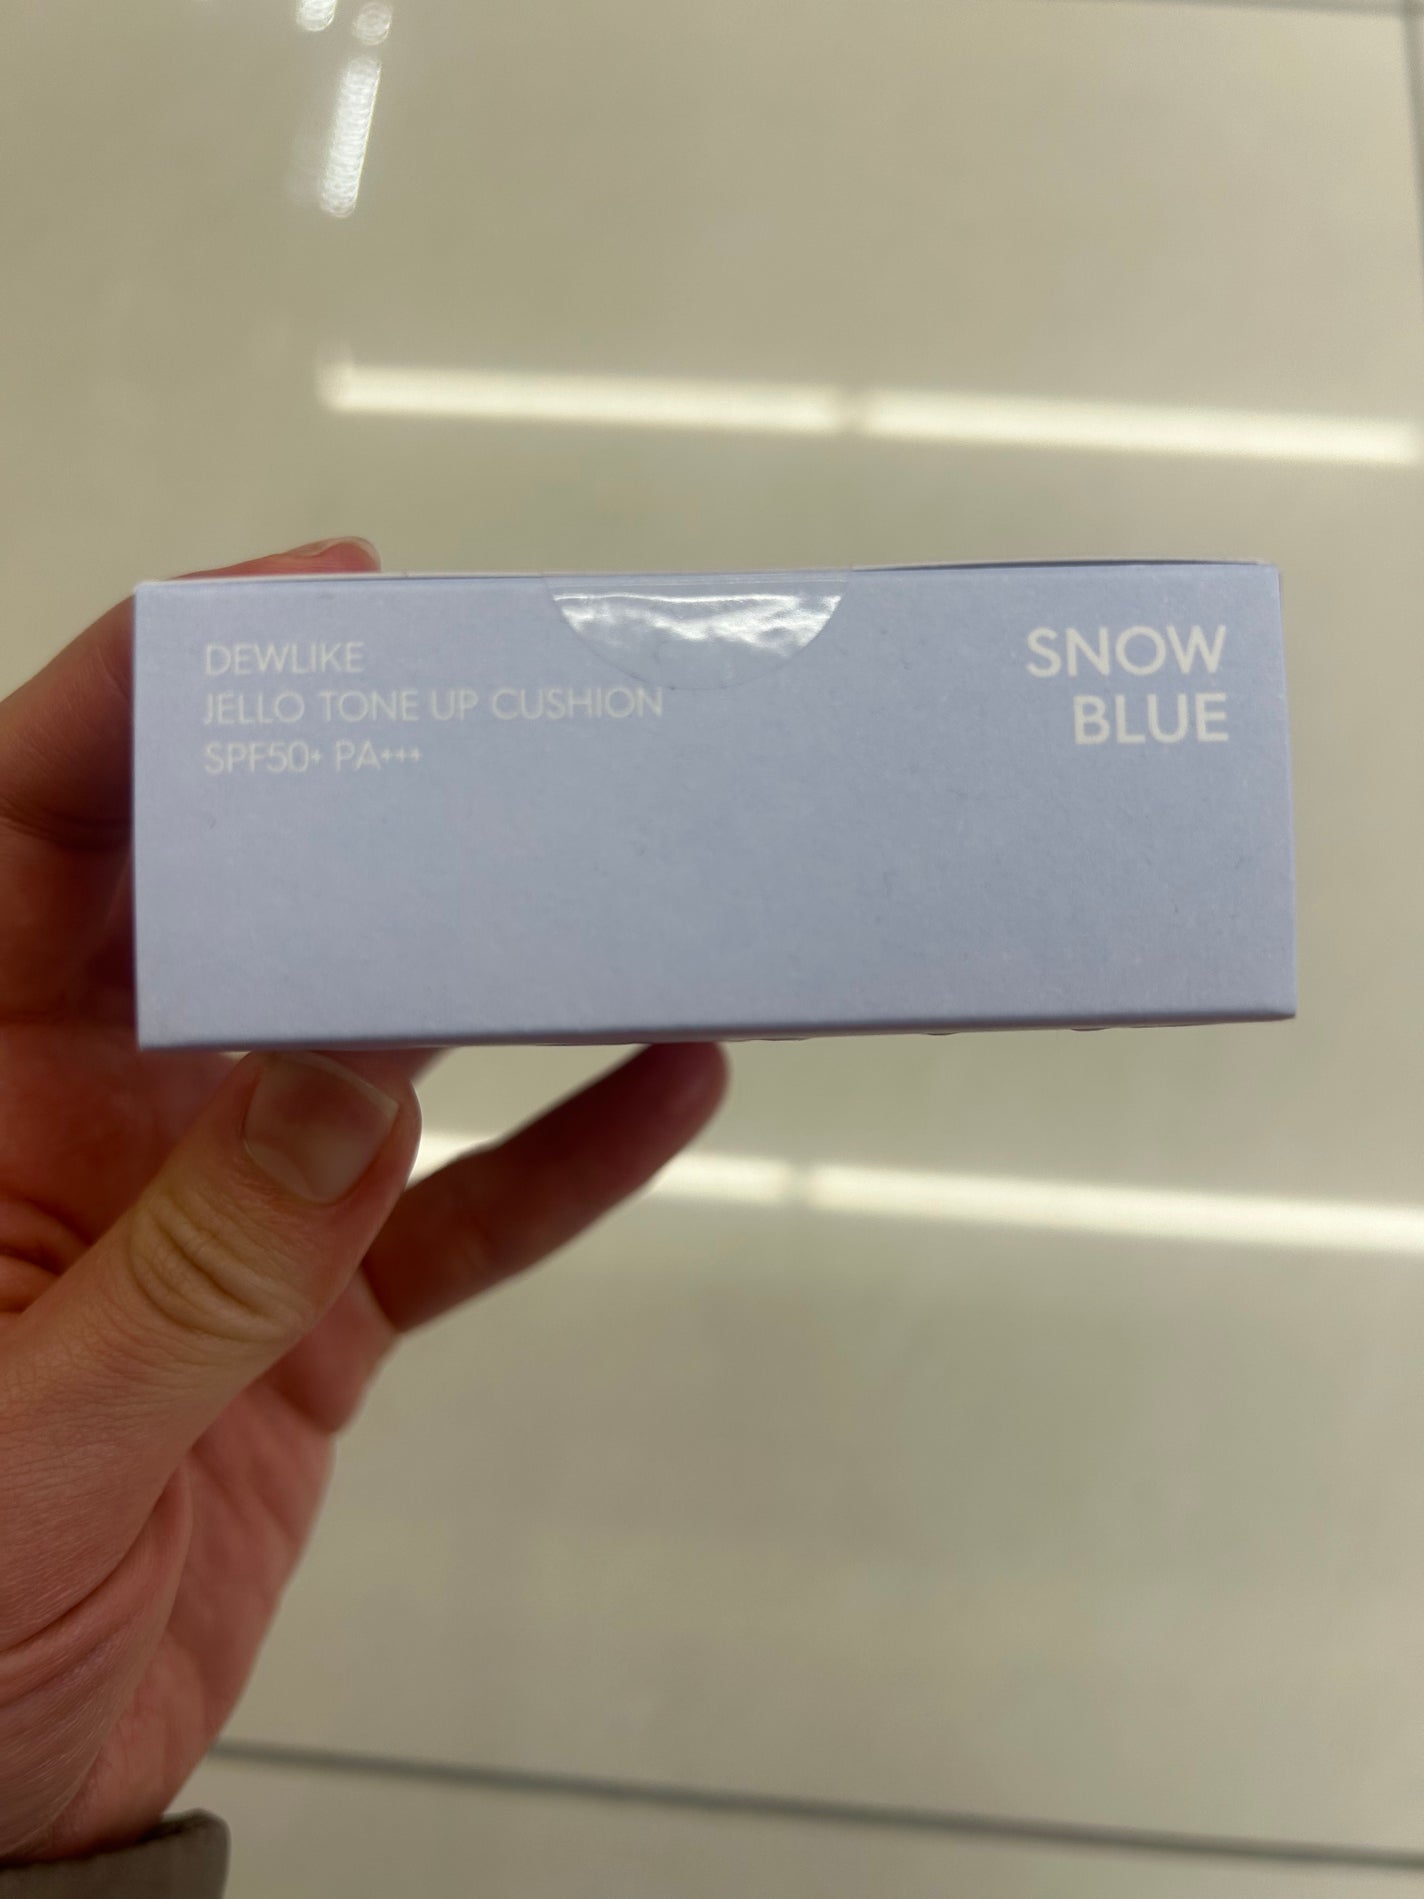 DEWLIKE
JELLO TONE UP CUSHION
SPF50+ PA+++
SNOW
BLUE